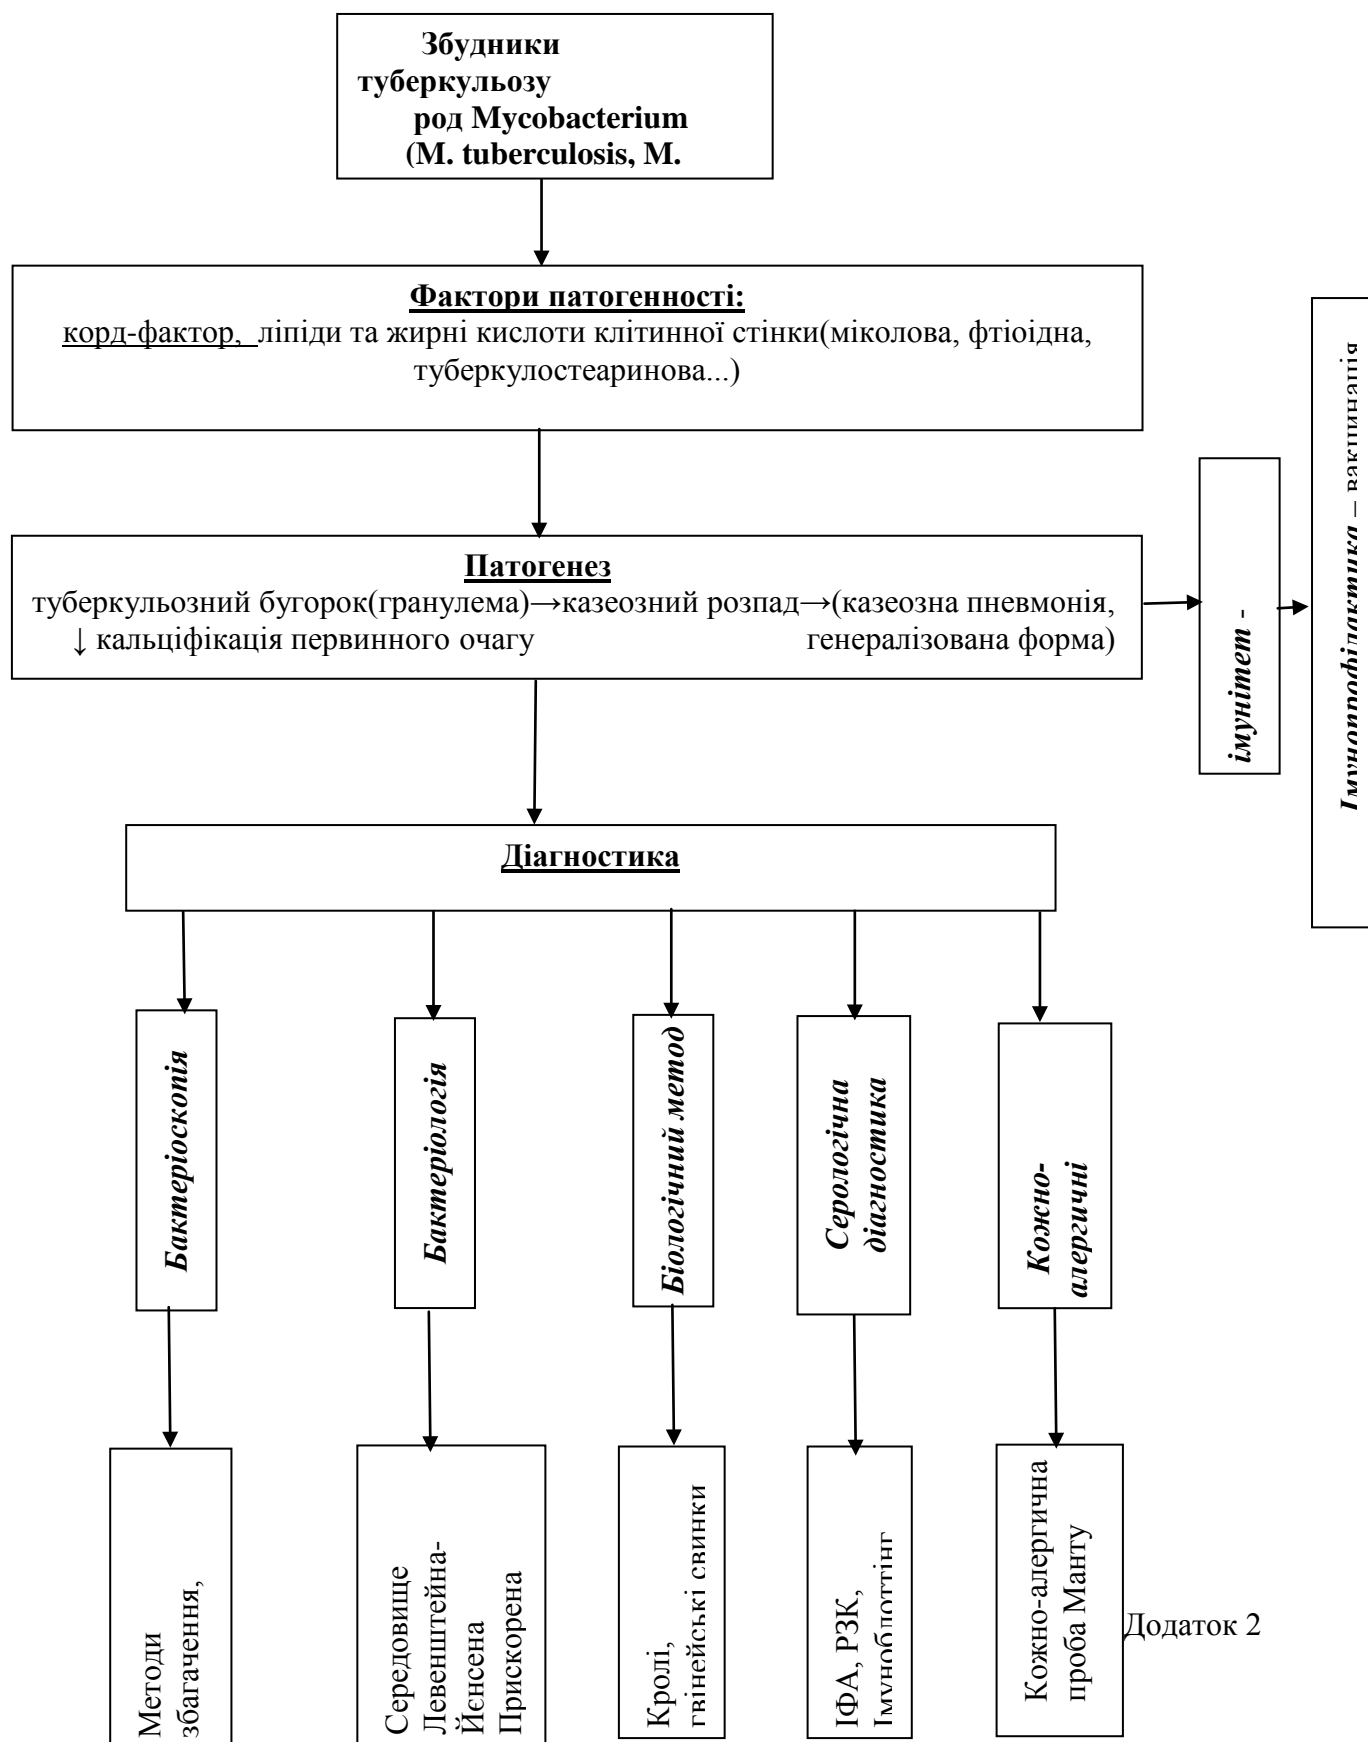 Збудники
туберкульозу
род Mycobacterium
(M. tuberculosis, M.
Фактори патогенності:
корд-фактор, ліпіди та жирні кислоти клітинної стінки(міколова, фтіоідна,
туберкулостеаринова...)
Патогенез
туберкульозний бугорок(гранулема)→казеозний розпад→(казеозна пневмонія,
↓ кальціфікація первинного очагу генералізована форма)
імунітет -
Імунопрофілактика – вакцинація
Діагностика
Бактеріоскопія
Бактеріологія
Біологічний метод
Серологічна
діагностика
Кожно-
алергичні
Методи
збагачення,
Середовище
Левенштейна-
Йєнсена
Прискорена
Кролі,
гвінейські свинки
ІФА, РЗК,
Імуноблоттінг
Кожно-алергична
проба Манту
Додаток 2